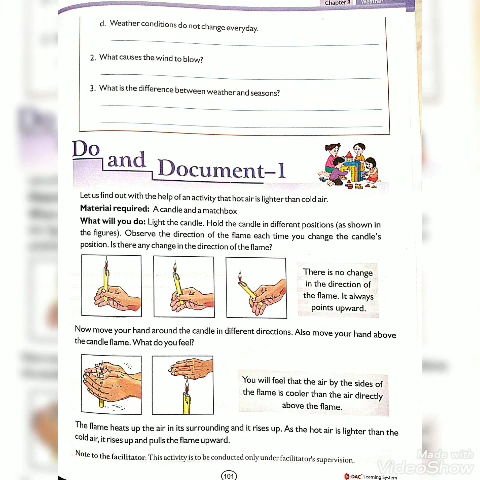 Chapter 8
Weather
d. Weather conditions do not change everyday.
2. What causes the wind to blow?
3. What is the difference between weather and seasons?
Do
and
Document–1
Let us find out with the help of an activity that hot air is lighter than cold air.
Material required: A candle and a matchbox
What will you do: Light the candle. Hold the candle in different positions (as shown in
the figures). Observe the direction of the flame each time you change the candle's
position. Is there any change in the direction of the flame?
There is no change
in the direction of
the flame. It always
points upward.
Now move your hand around the candle in different directions. Also move your hand above
the candle flame. What do you feel?
You will feel that the air by the sides of
the flame is cooler than the air directly
above the flame.
The flame heats up the air in its surrounding and it rises up. As the hot air is lighter than the
cold air, it rises up and pulls the flame upward.
Note to the facilitator: This activity is to be conducted only under facilitator's supervision.
101
DAC Learning System
Made with
VideoShow